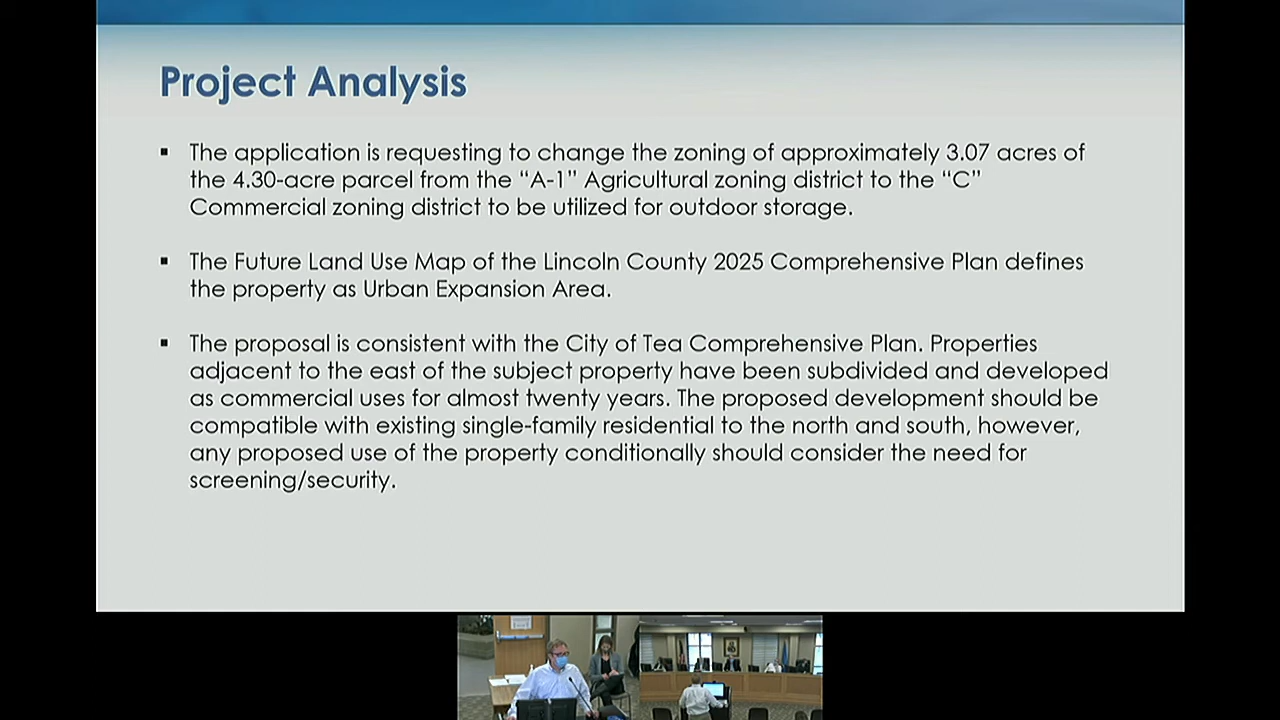 Project Analysis
▪ The application is requesting to change the zoning of approximately 3.07 acres of
the 4.30-acre parcel from the “A-1” Agricultural zoning district to the “C”
Commercial zoning district to be utilized for outdoor storage.
▪ The Future Land Use Map of the Lincoln County 2025 Comprehensive Plan defines
the property as Urban Expansion Area.
▪ The proposal is consistent with the City of Tea Comprehensive Plan. Properties
adjacent to the east of the subject property have been subdivided and developed
as commercial uses for almost twenty years. The proposed development should be
compatible with existing single-family residential to the north and south, however,
any proposed use of the property conditionally should consider the need for
screening/security.